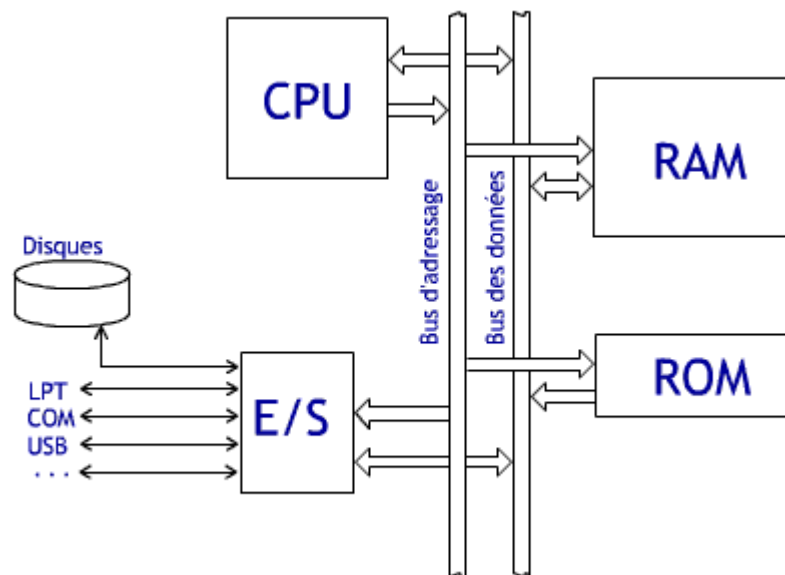 CPU
RAM
Bus d'adressage
Bus des données
Disques
LPT
COM
USB
. . .
E/S
ROM